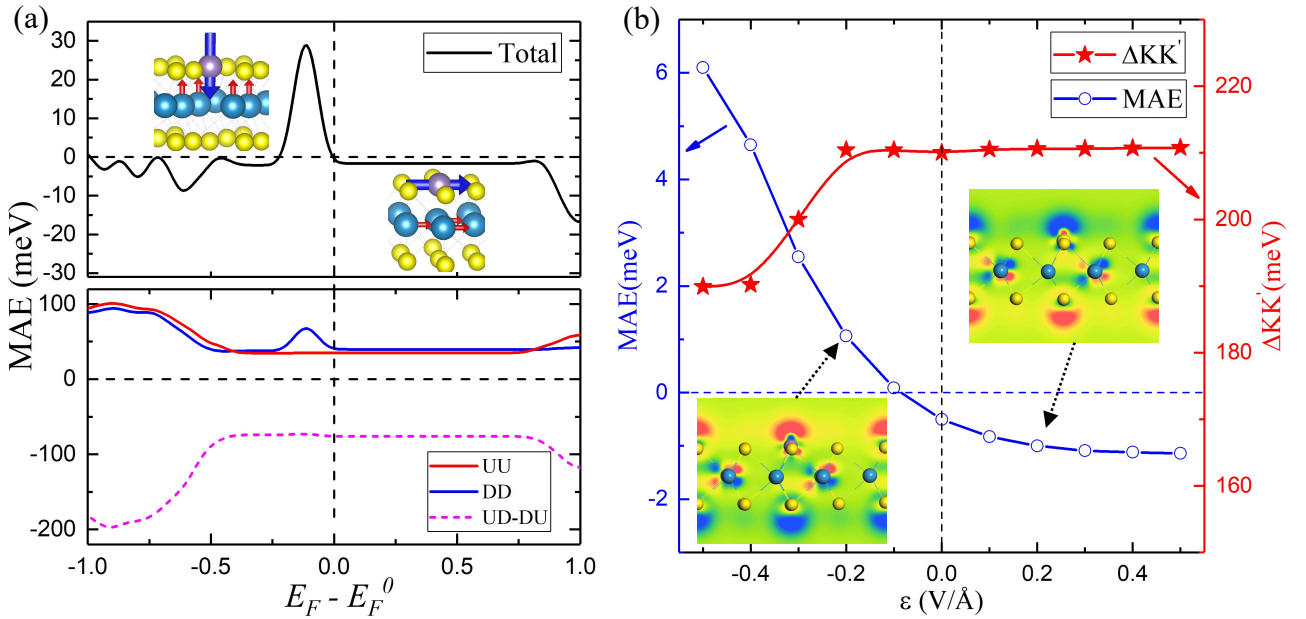 (a)
30
20
10
0
-10
-20
-30
Total
MAE (meV)
100
0
-100
-200
UU
DD
UD-DU
-1.0 -0.5 0.0 0.5 1.0
E_F - E_F^0
(b)
6
4
2
0
-2
MAE(meV)
ΔKK'
MAE
220
200
180
160
ΔKK'(meV)
-0.4 -0.2 0.0 0.2 0.4
ε (V/Å)